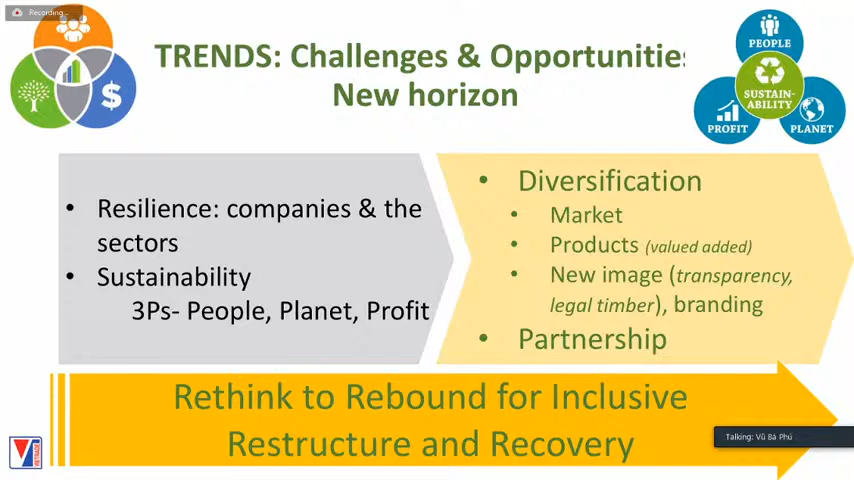 Recording...
TRENDS: Challenges & Opportunities
New horizon
PEOPLE
SUSTAIN-
ABILITY
PROFIT
PLANET
• Resilience: companies & the
sectors
• Sustainability
3Ps- People, Planet, Profit
• Diversification
• Market
• Products (valued added)
• New image (transparency,
legal timber), branding
• Partnership
Rethink to Rebound for Inclusive
Restructure and Recovery
VIETRADE
Talking: Vũ Bá Phú